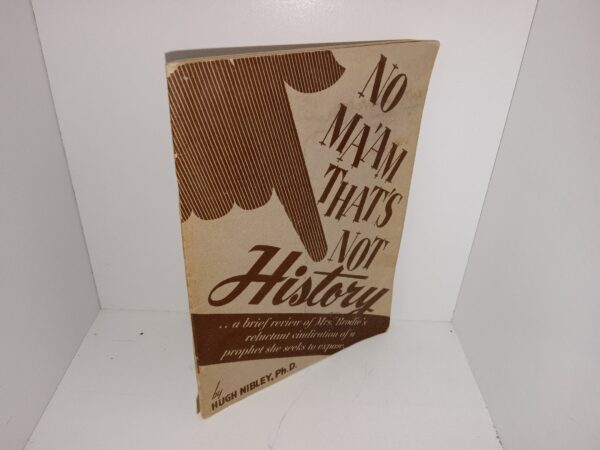 NO
MA'AM
THAT'S
NOT
History
.. a brief review of Mrs. Brodie's
reluctant vindication of a
prophet she seeks to expose.
by
HUGH NIBLEY, Ph.D.